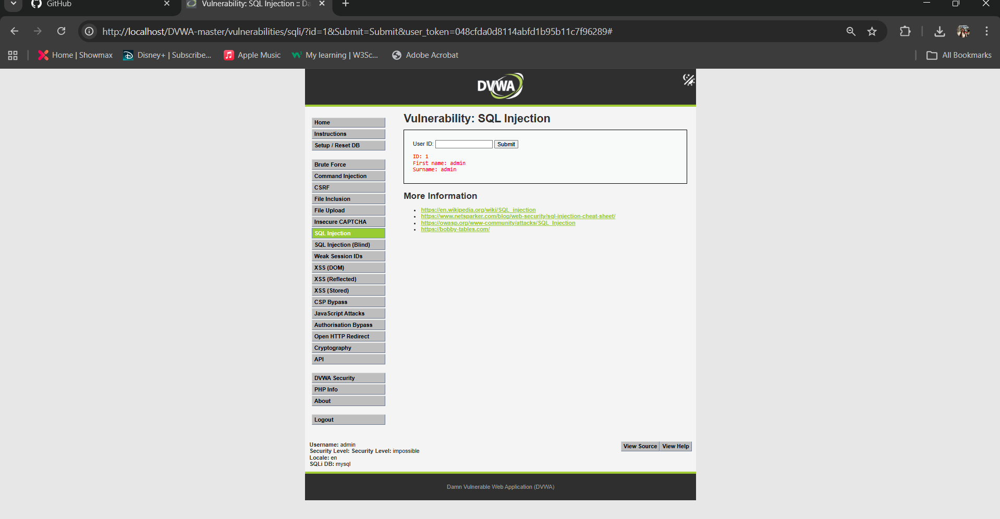 GitHub
Vulnerability: SQL Injection :: Da
http://localhost/DVWA-master/vulnerabilities/sqli/?id=1&Submit=Submit&user_token=048cfda0d8114abfd1b95b11c7f96289#
Home | Showmax
Disney+ | Subscribe...
Apple Music
My learning | W3Sc...
Adobe Acrobat
All Bookmarks
DVWA
Home
Instructions
Setup / Reset DB
Brute Force
Command Injection
CSRF
File Inclusion
File Upload
Insecure CAPTCHA
SQL Injection
SQL Injection (Blind)
Weak Session IDs
XSS (DOM)
XSS (Reflected)
XSS (Stored)
CSP Bypass
JavaScript Attacks
Authorisation Bypass
Open HTTP Redirect
Cryptography
API
DVWA Security
PHP Info
About
Logout
Vulnerability: SQL Injection
User ID: Submit
ID: 1
First name: admin
Surname: admin
More Information
https://en.wikipedia.org/wiki/SQL_injection
https://www.netsparker.com/blog/web-security/sql-injection-cheat-sheet/
https://owasp.org/www-community/attacks/SQL_Injection
https://bobby-tables.com/
Username: admin
Security Level: Security Level: impossible
Locale: en
SQLi DB: mysql
View Source View Help
Damn Vulnerable Web Application (DVWA)